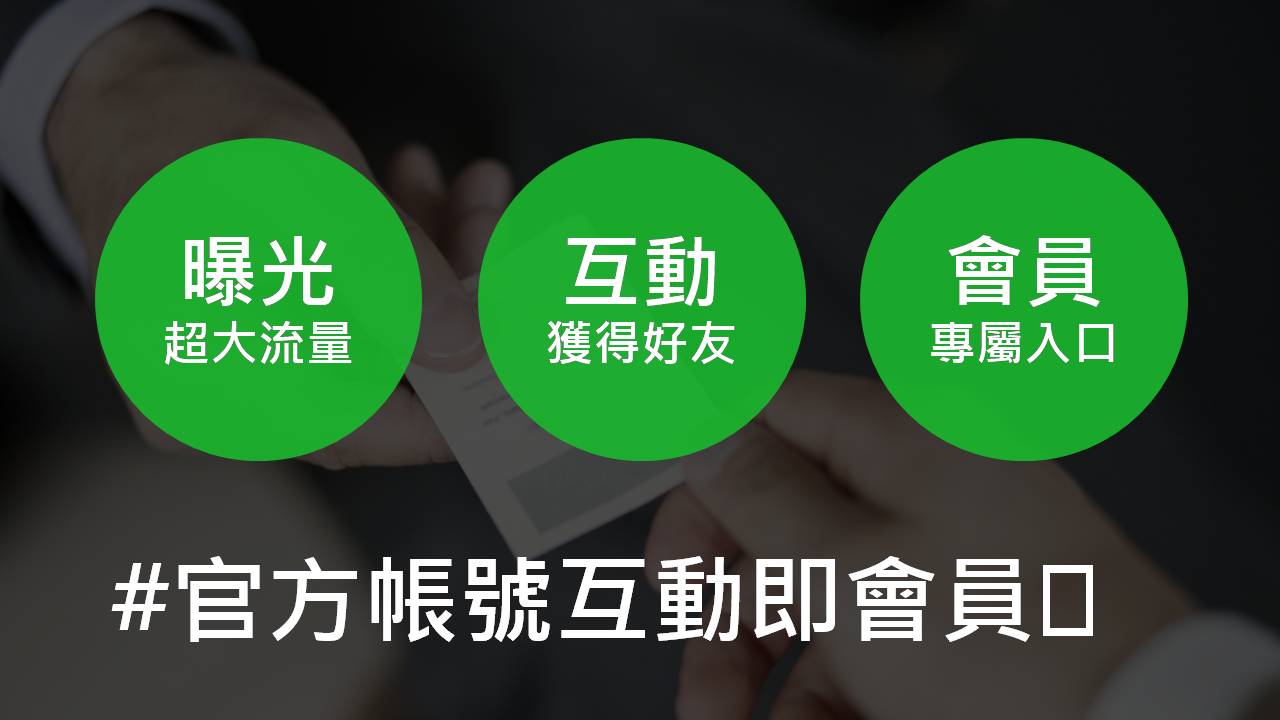 曝光
超大流量
互動
獲得好友
會員
專屬入口
#官方帳號互動即會員